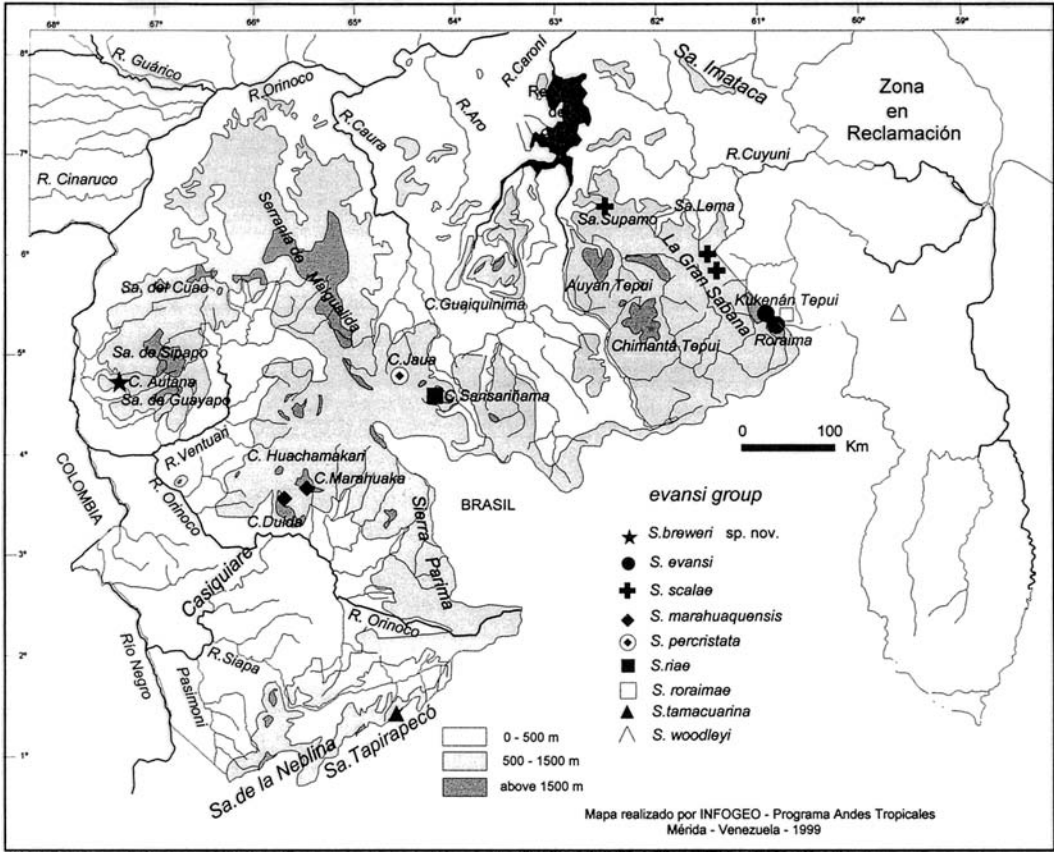 68° 67° 66° 65° 64° 63° 62° 61° 60° 59°
8°
7°
6°
5°
4°
3°
2°
1°
R. Guárico
R. Orinoco
R. Caura
R. Aro
R. Caroní
Sa. Imataca
Zona
en
Reclamación
R. Cinaruco
R. Cuyuni
Serranía de Maigualida
Sa. Supamo
Sa. Lema
La Gran Sabana
Sa. del Cuao
C. Guaiquinima
Auyán Tepui
Kukenán Tepui
Roraima
Chimantá Tepui
Sa. de Sipapo
C. Autana
Sa. de Guayapo
C. Jaua
C. Sarisariñama
0 100
Km
R. Ventuari
C. Huachamakari
C. Marahuaka
C. Duida
COLOMBIA
R. Orinoco
BRASIL
Sierra Parima
Casiquiare
R. Orinoco
Río Negro
Pasimoni
R. Siapa
Sa. de la Neblina
Sa. Tapirapecó
evansi group
S. breweri sp. nov.
S. evansi
S. scalae
S. marahuaquensis
S. percristata
S. riae
S. roraimae
S. tamacuarina
S. woodleyi
0 - 500 m
500 - 1500 m
above 1500 m
Mapa realizado por INFOGEO - Programa Andes Tropicales
Mérida - Venezuela - 1999